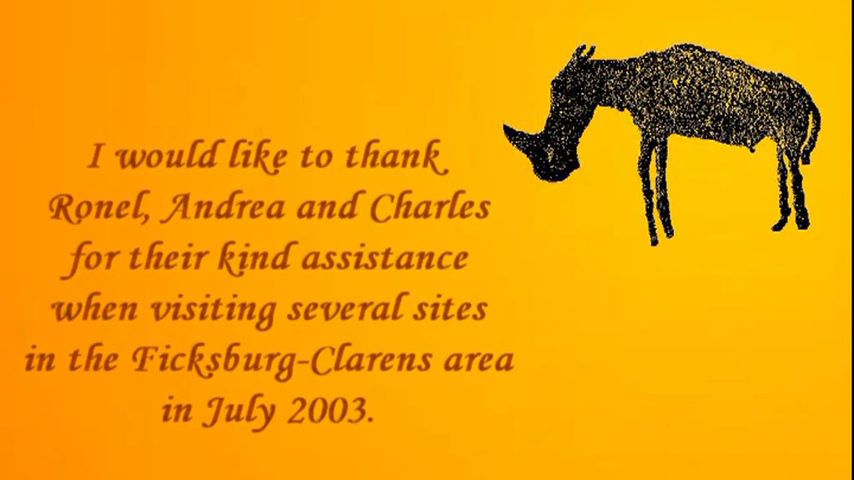 I would like to thank
Ronel, Andrea and Charles
for their kind assistance
when visiting several sites
in the Ficksburg-Clarens area
in July 2003.